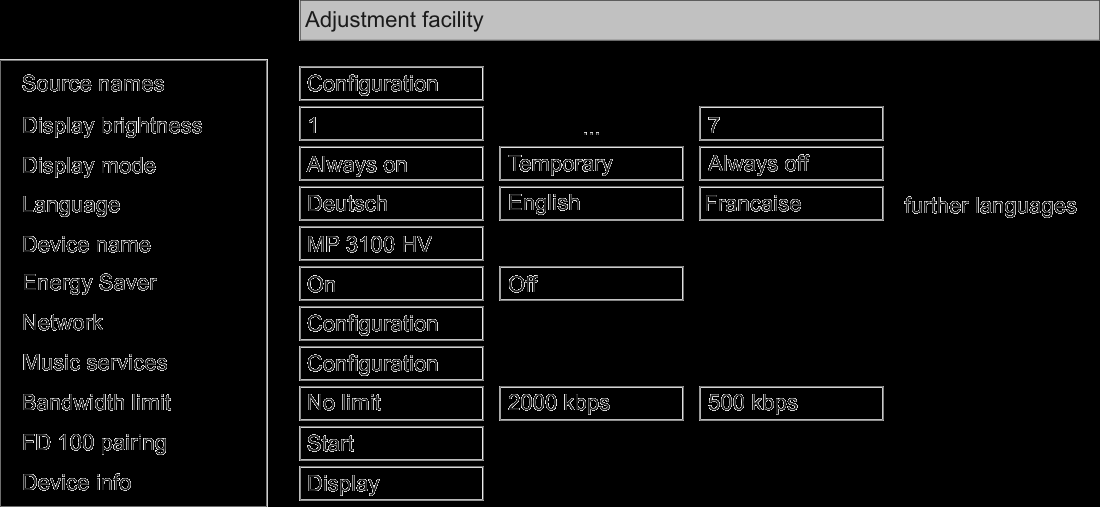 Adjustment facility
Source names Configuration
Display brightness 1 ... 7
Display mode Always on Temporary Always off
Language Deutsch English Francaise further languages
Device name MP 3100 HV
Energy Saver On Off
Network Configuration
Music services Configuration
Bandwidth limit No limit 2000 kbps 500 kbps
FD 100 pairing Start
Device info Display